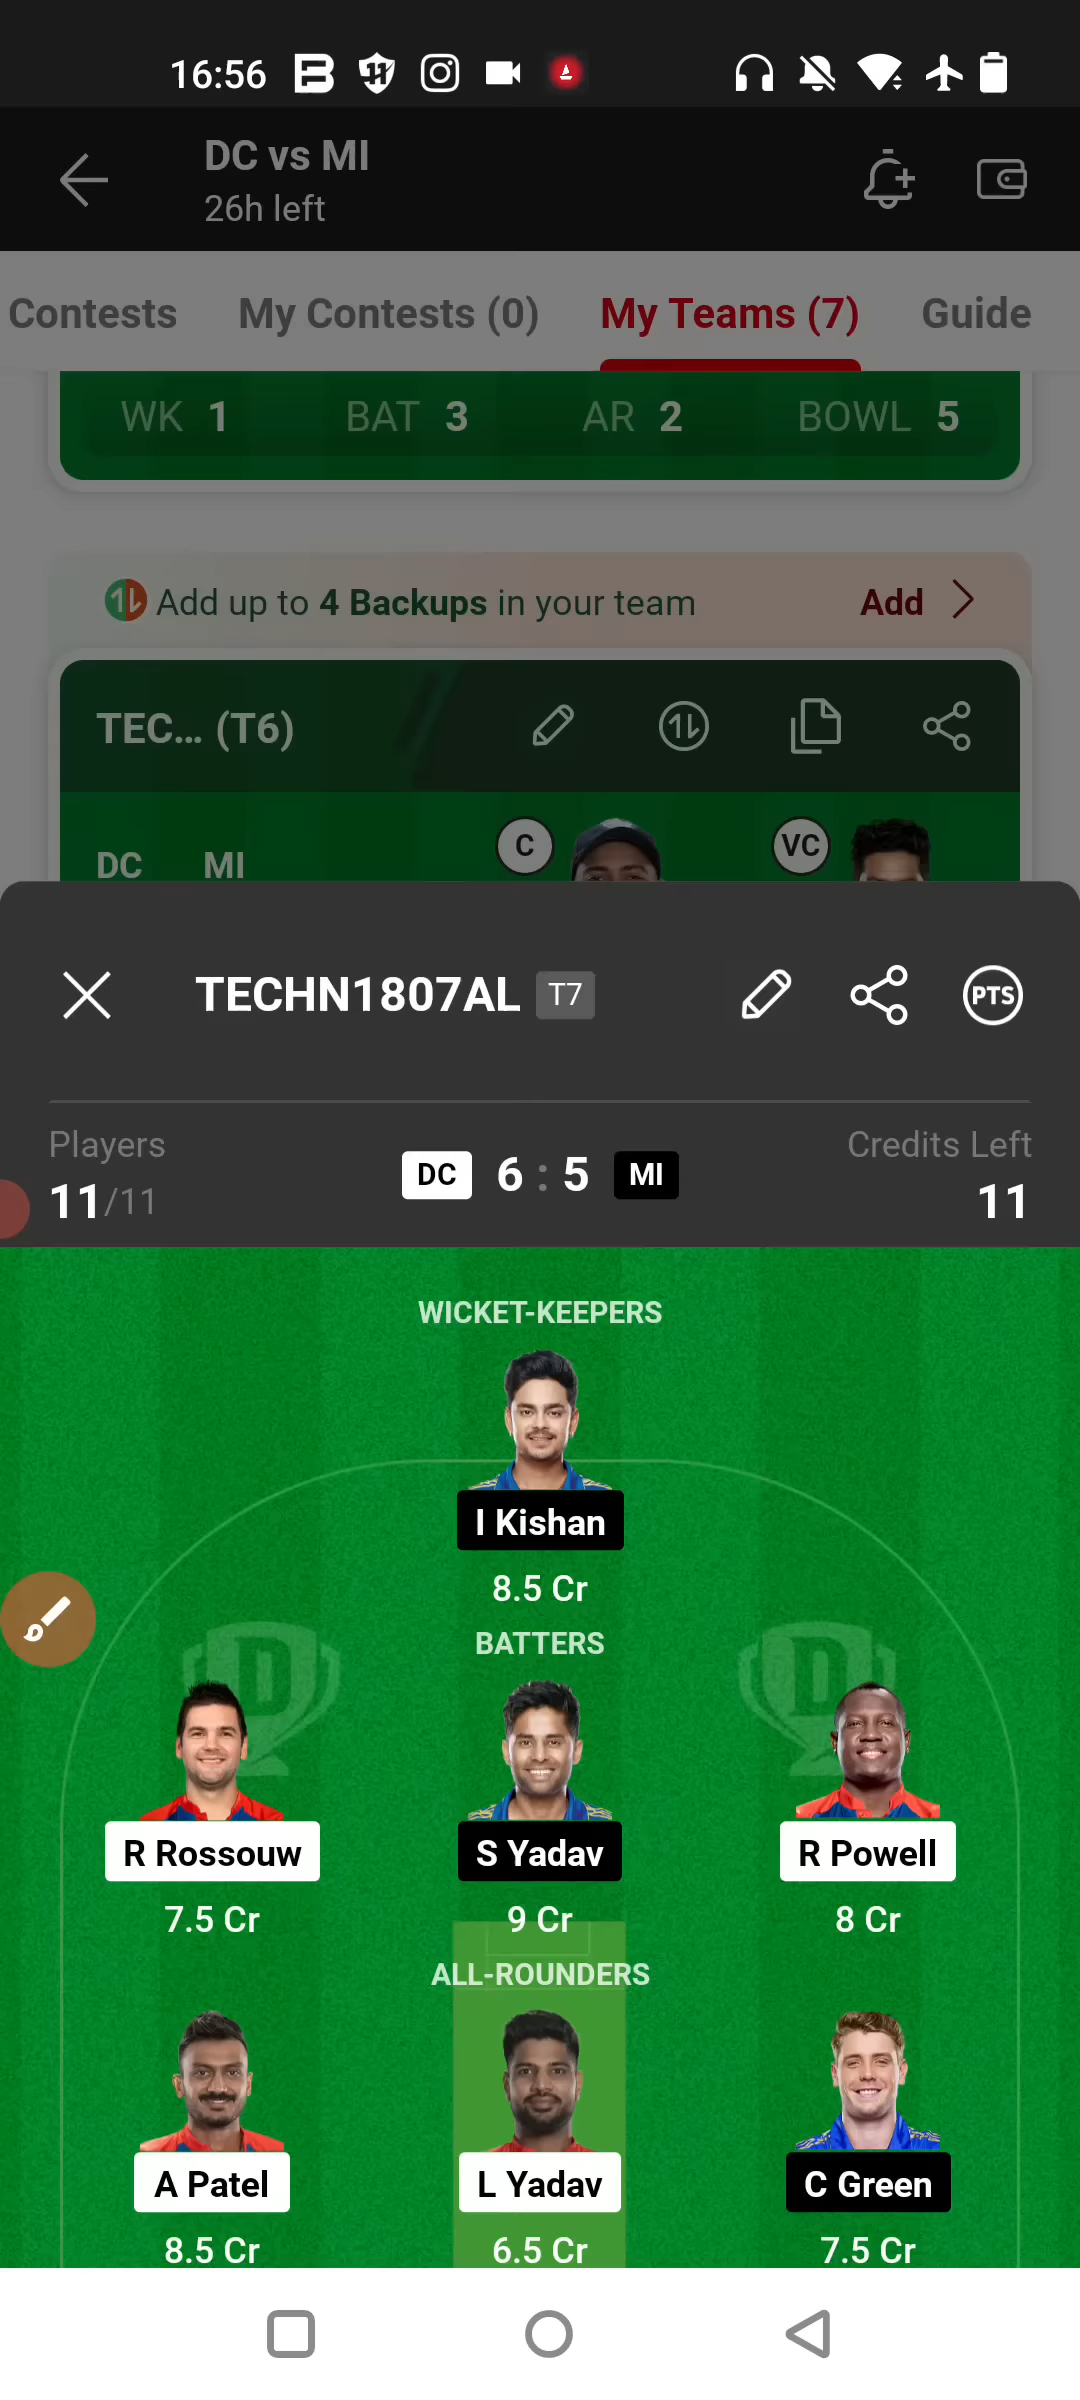 16:56
DC vs MI
26h left
Contests My Contests (0) My Teams (7) Guide
WK 1 BAT 3 AR 2 BOWL 5
Add up to 4 Backups in your team Add
TEC... (T6)
DC MI C VC
TECHN1807AL T7 PTS
Players Credits Left
11/11 DC 6 : 5 MI 11
WICKET-KEEPERS
I Kishan
8.5 Cr
BATTERS
R Rossouw S Yadav R Powell
7.5 Cr 9 Cr 8 Cr
ALL-ROUNDERS
A Patel L Yadav C Green
8.5 Cr 6.5 Cr 7.5 Cr